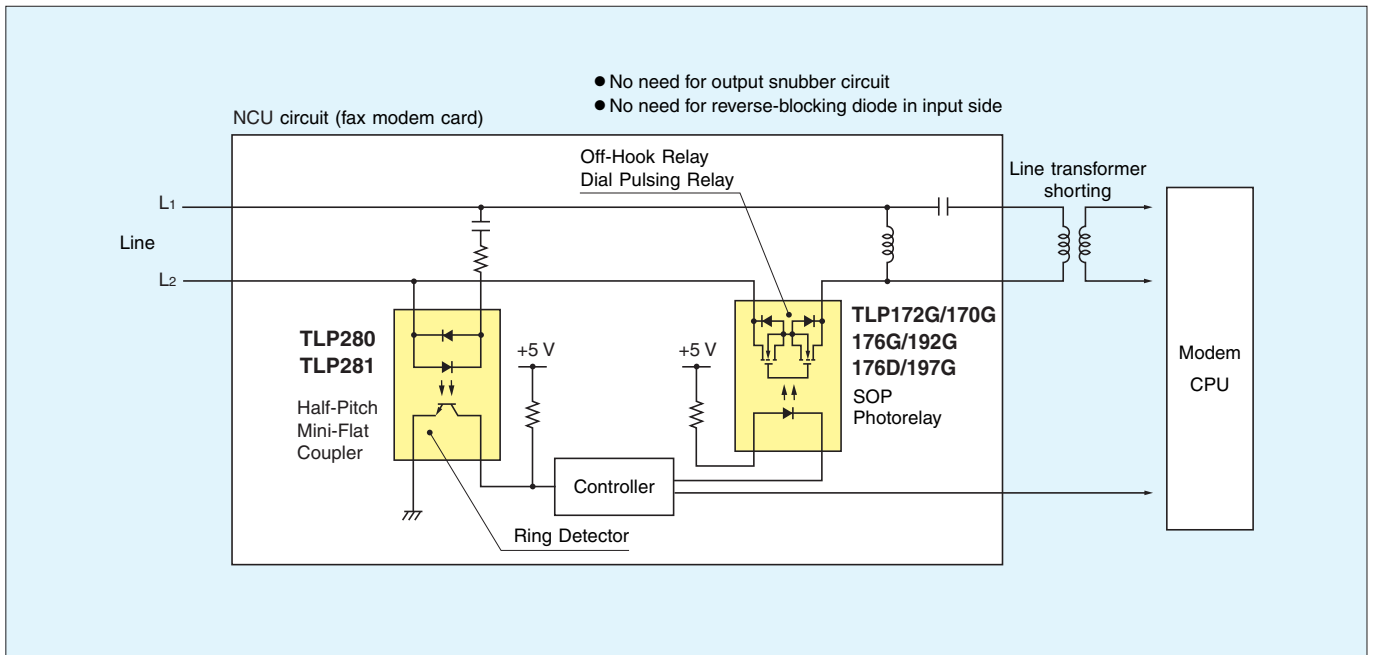 ● No need for output snubber circuit
● No need for reverse-blocking diode in input side
NCU circuit (fax modem card)
Off-Hook Relay
Dial Pulsing Relay
Line transformer
shorting
L1
Line
L2
TLP280
TLP281
Half-Pitch
Mini-Flat
Coupler
+5 V
+5 V
TLP172G/170G
176G/192G
176D/197G
SOP
Photorelay
Modem
CPU
Controller
Ring Detector